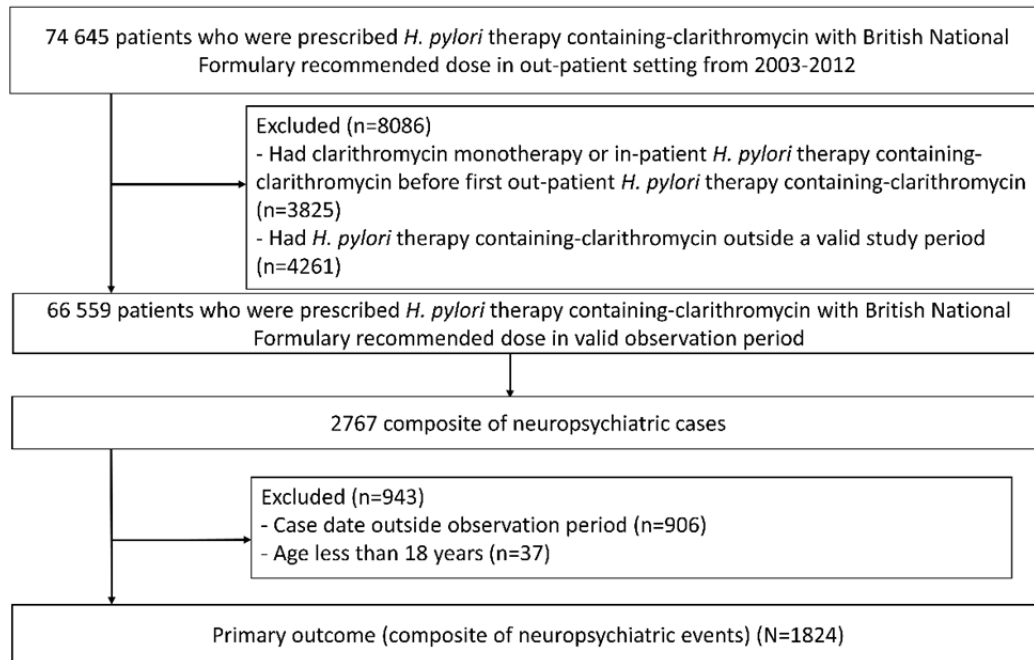 74 645 patients who were prescribed H. pylori therapy containing-clarithromycin with British National
Formulary recommended dose in out-patient setting from 2003-2012
Excluded (n=8086)
- Had clarithromycin monotherapy or in-patient H. pylori therapy containing-
clarithromycin before first out-patient H. pylori therapy containing-clarithromycin
(n=3825)
- Had H. pylori therapy containing-clarithromycin outside a valid study period
(n=4261)
66 559 patients who were prescribed H. pylori therapy containing-clarithromycin with British National
Formulary recommended dose in valid observation period
2767 composite of neuropsychiatric cases
Excluded (n=943)
- Case date outside observation period (n=906)
- Age less than 18 years (n=37)
Primary outcome (composite of neuropsychiatric events) (N=1824)